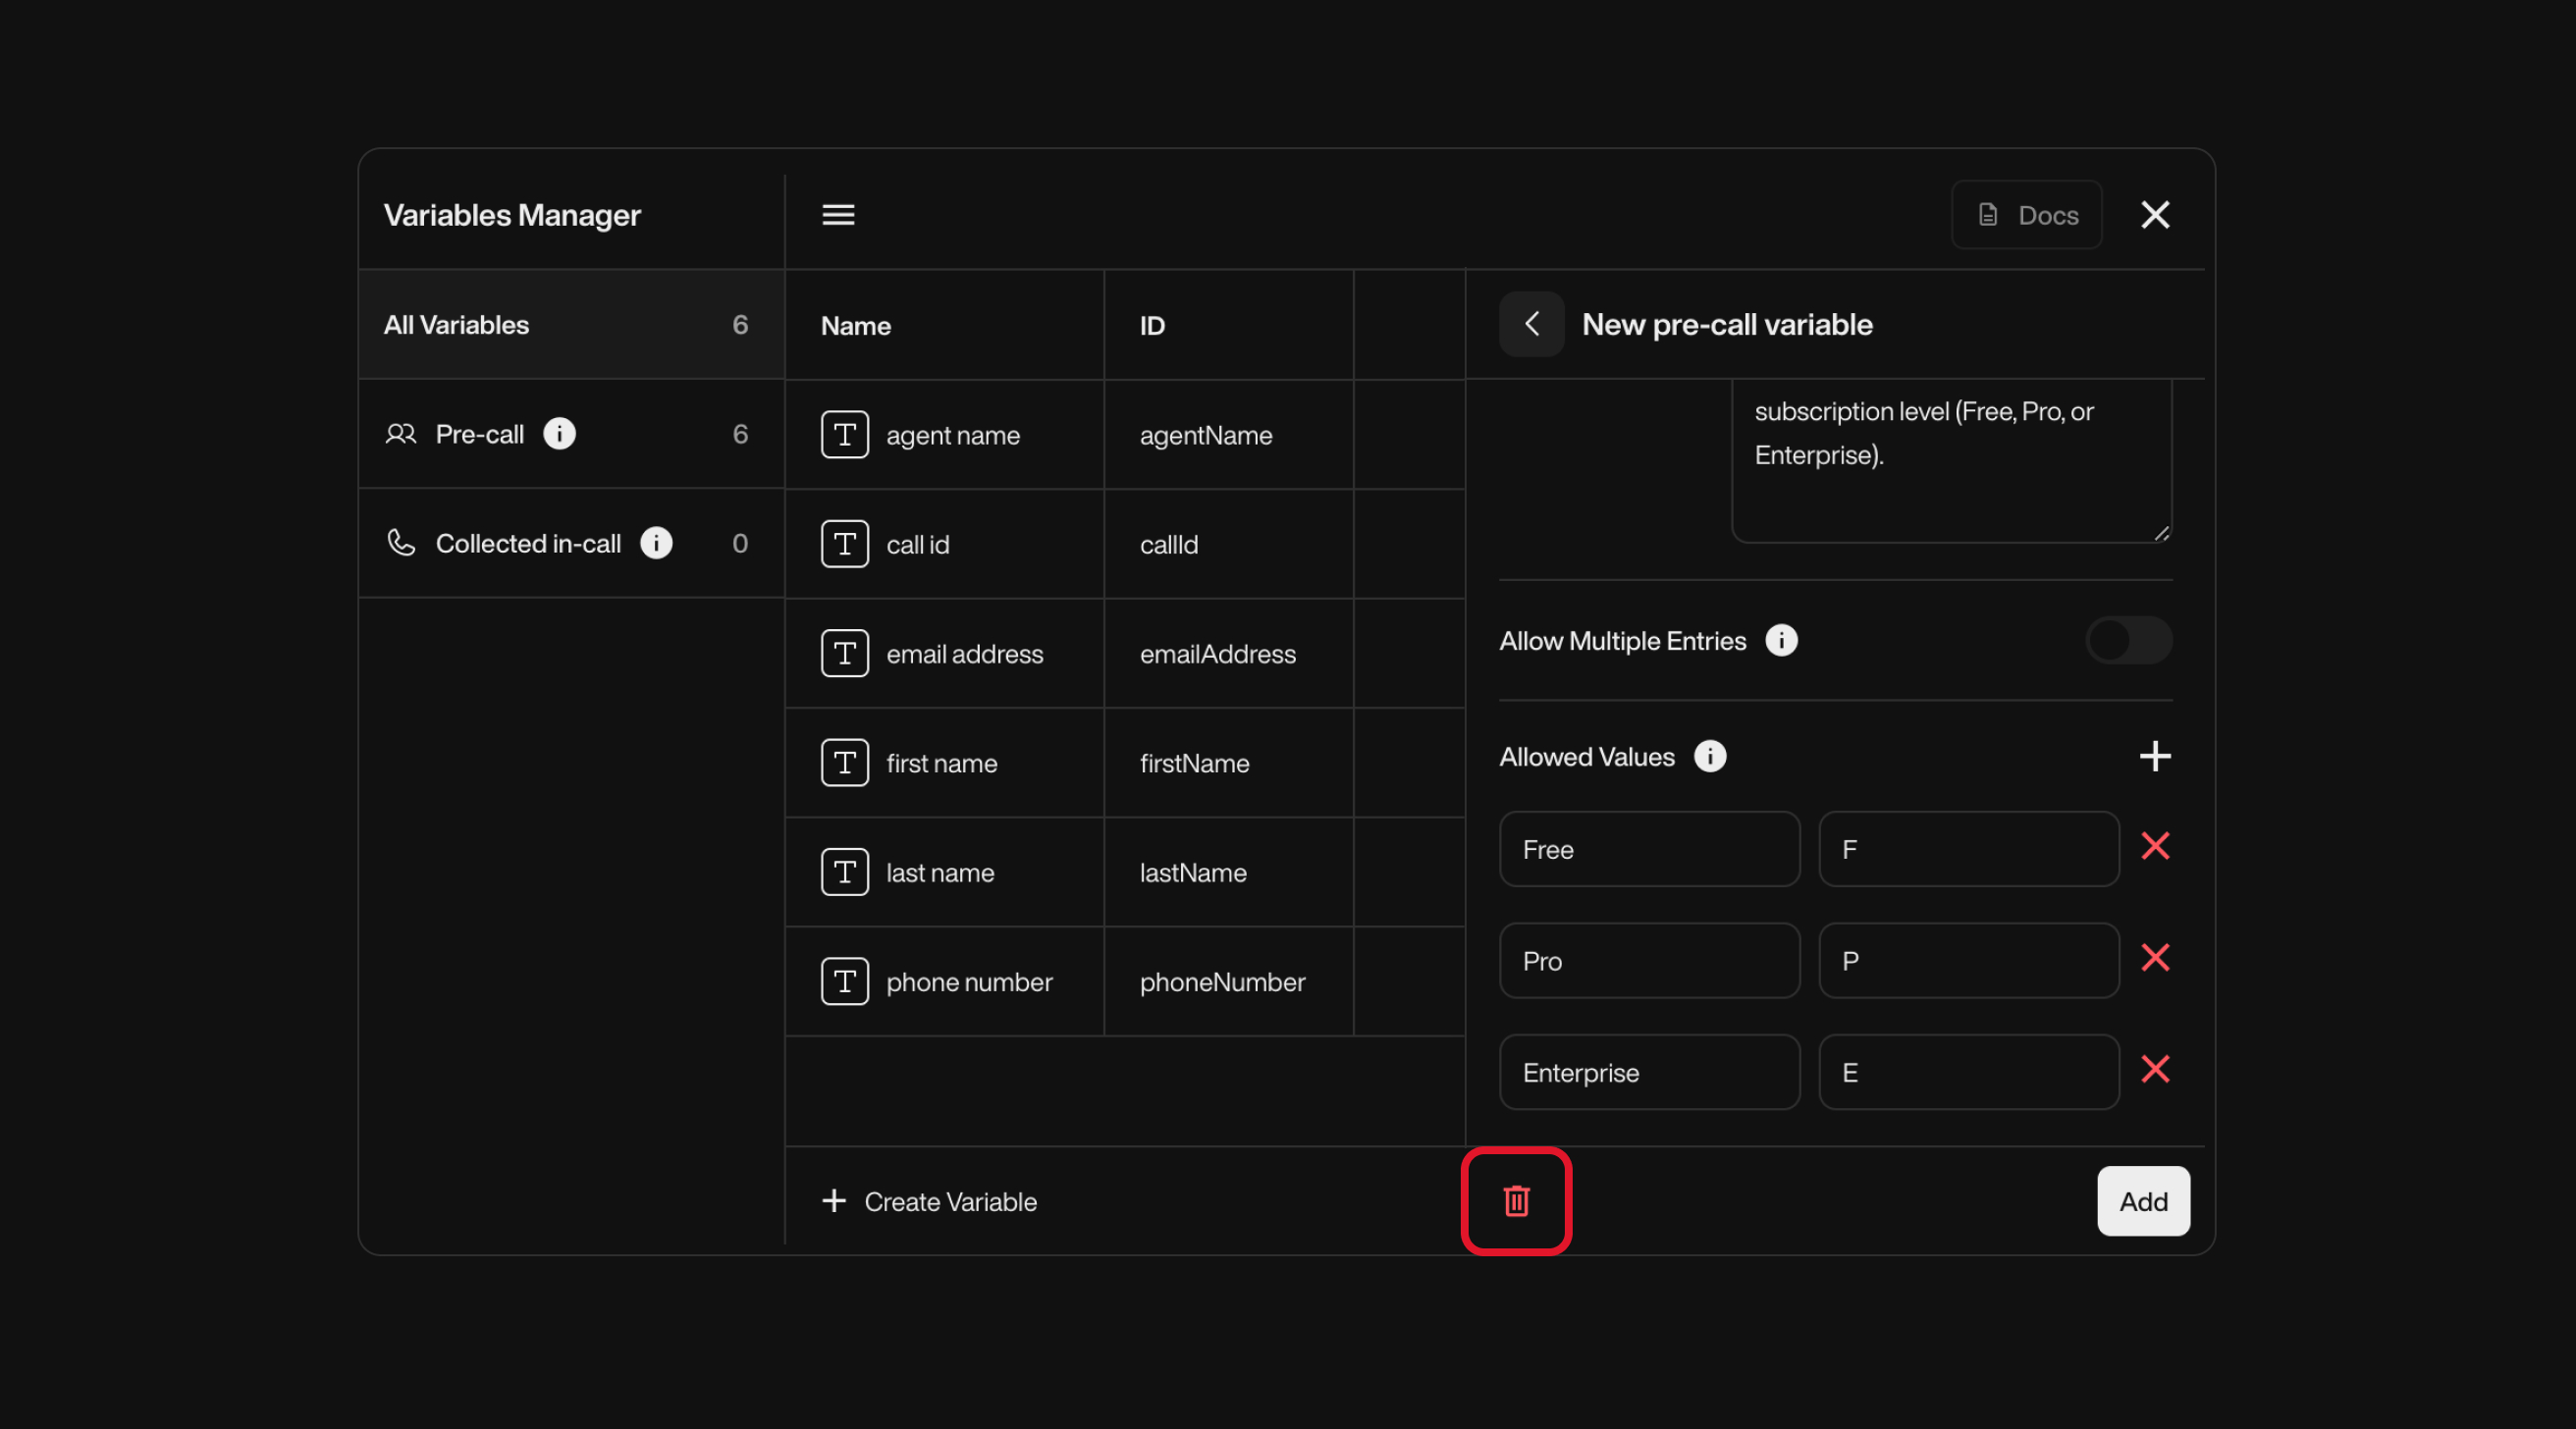 Variables Manager
Docs
All Variables 6
Pre-call 6
Collected in-call 0
Name ID
agent name agentName
call id callId
email address emailAddress
first name firstName
last name lastName
phone number phoneNumber
Create Variable
New pre-call variable
subscription level (Free, Pro, or
Enterprise).
Allow Multiple Entries
Allowed Values
Free F
Pro P
Enterprise E
Add